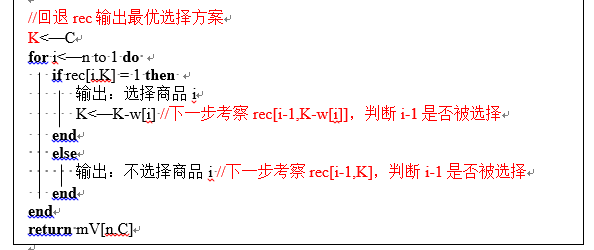 //回退 rec 输出最优选择方案
K<—C
for i<—n to 1 do
if rec[i,K] = 1 then
输出：选择商品 i
K<—K-w[i] //下一步考察 rec[i-1,K-w[i]]，判断 i-1 是否被选择
end
else
输出：不选择商品 i //下一步考察 rec[i-1,K]，判断 i-1 是否被选择
end
end
return mV[n,C]